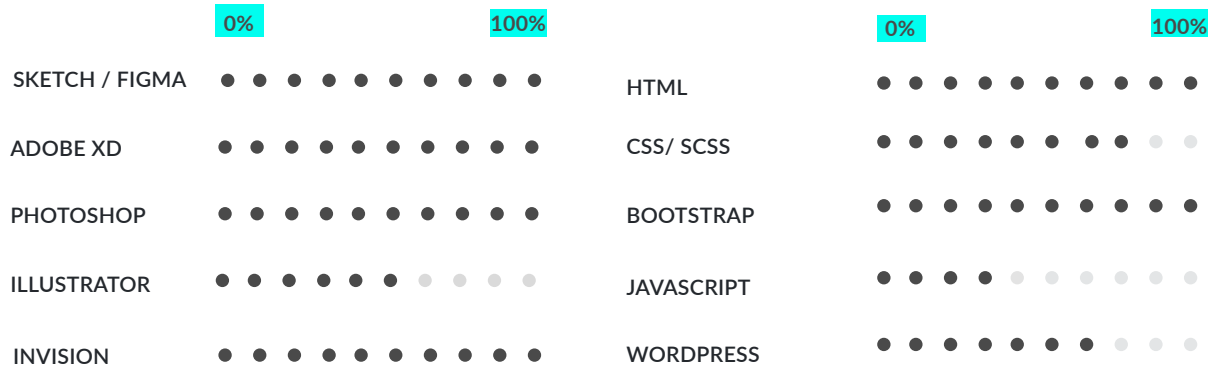 0% 100%
SKETCH / FIGMA
ADOBE XD
PHOTOSHOP
ILLUSTRATOR
INVISION
0% 100%
HTML
CSS/ SCSS
BOOTSTRAP
JAVASCRIPT
WORDPRESS